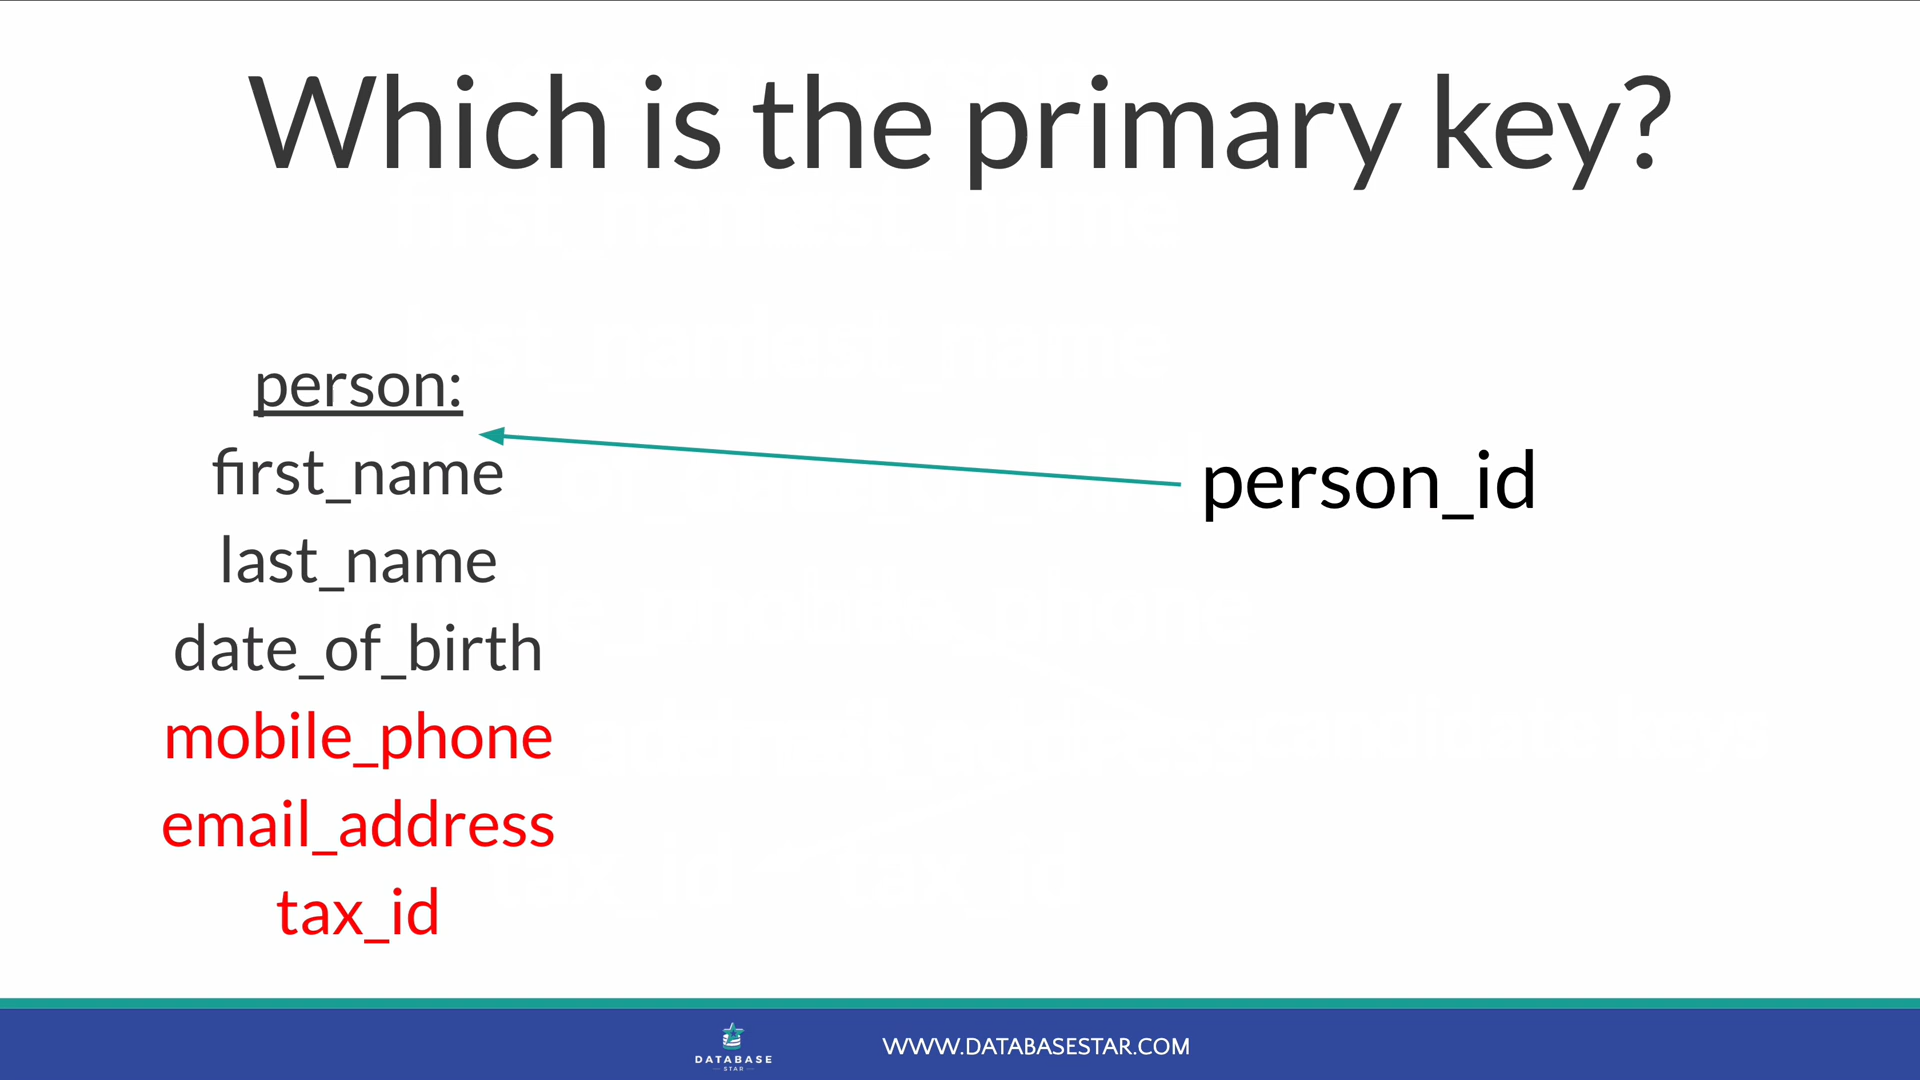 Which is the primary key?
person:
first_name
last_name
date_of_birth
mobile_phone
email_address
tax_id
person_id
DATABASE
STAR
WWW.DATABASESTAR.COM